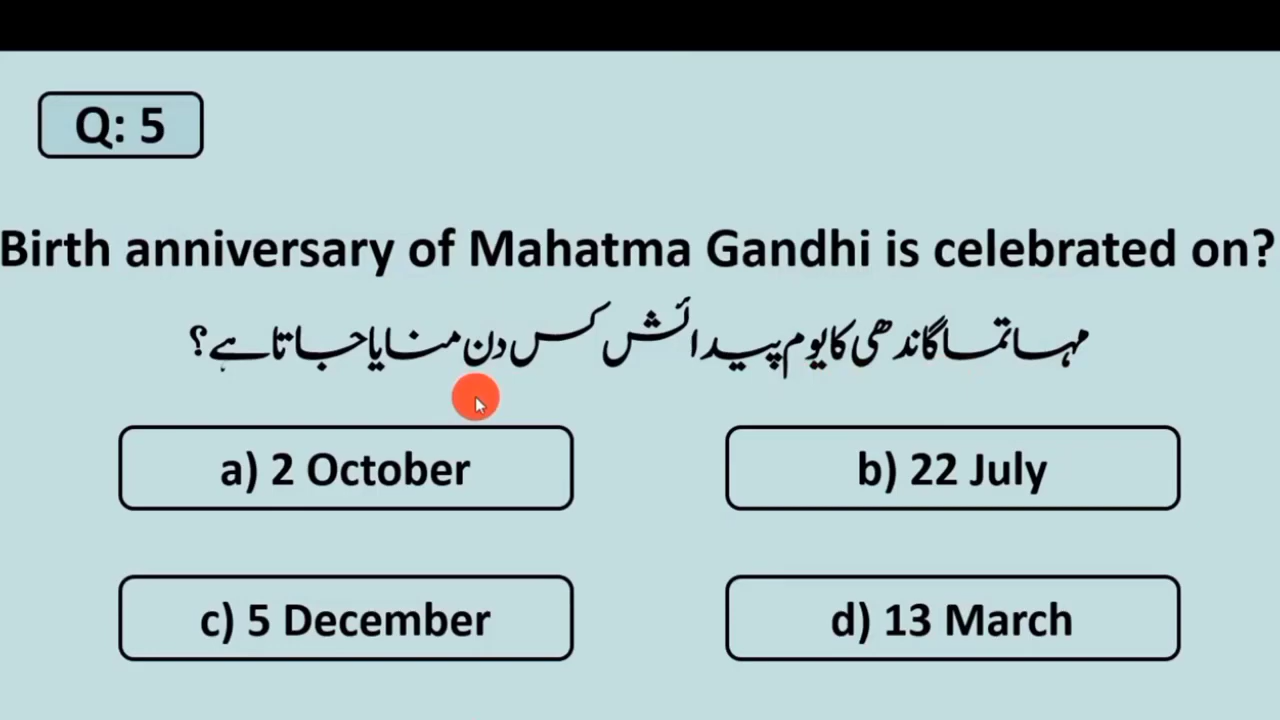 Q: 5
Birth anniversary of Mahatma Gandhi is celebrated on?
مہاتما گاندھی کا یوم پیدائش کس دن منایا جاتا ہے؟
a) 2 October
b) 22 July
c) 5 December
d) 13 March